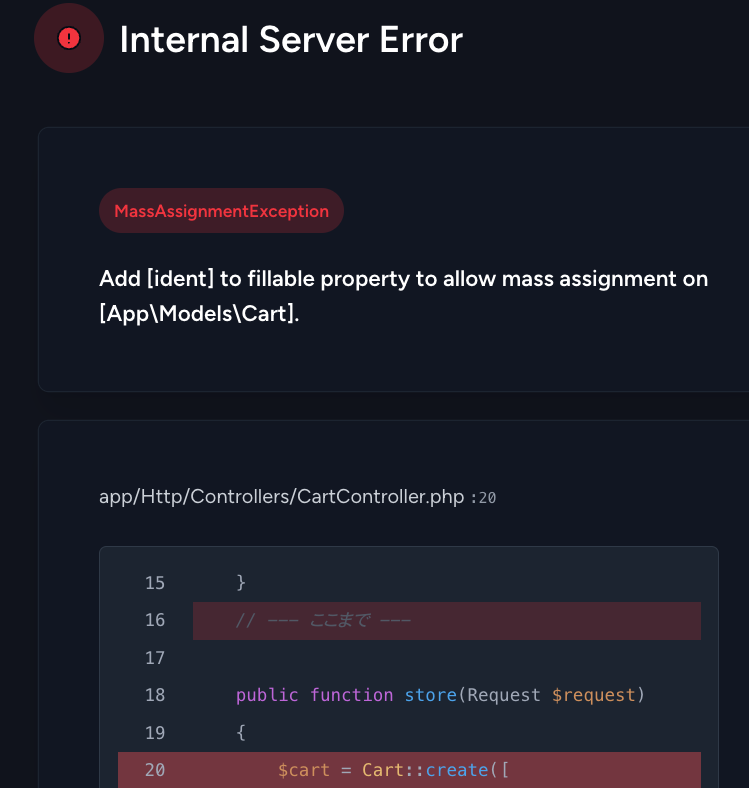 Internal Server Error
MassAssignmentException
Add [ident] to fillable property to allow mass assignment on
[App\Models\Cart].
app/Http/Controllers/CartController.php :20
15 }
16 // --- ここまで ---
17
18 public function store(Request $request)
19 {
20 $cart = Cart::create([